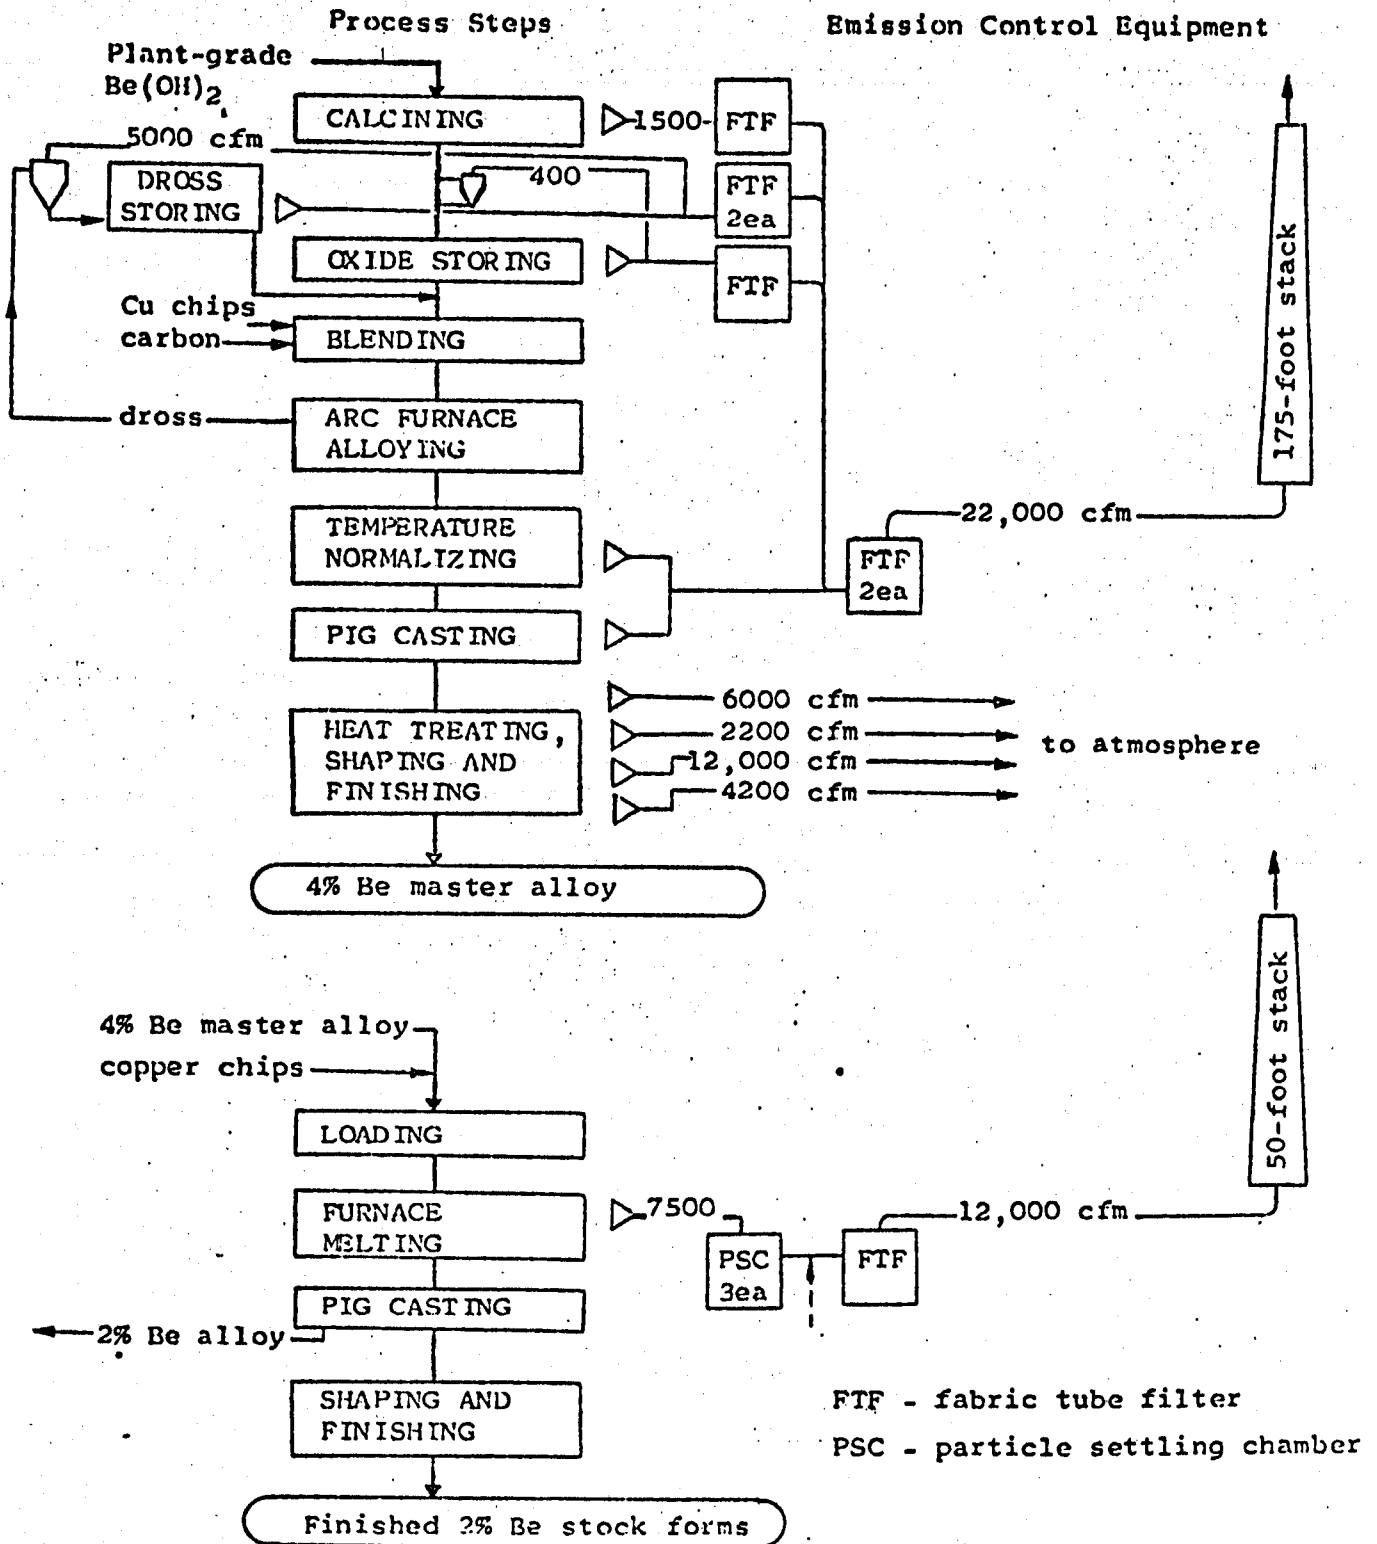 Process Steps
Emission Control Equipment
Plant-grade
Be(OH)2
CALCINING
1500
FTF
5000 cfm
DROSS
STORING
400
FTF
2ea
OXIDE STORING
FTF
Cu chips
carbon
BLENDING
dross
ARC FURNACE
ALLOYING
175-foot stack
TEMPERATURE
NORMALIZING
22,000 cfm
FTF
2ea
PIG CASTING
6000 cfm
HEAT TREATING,
SHAPING AND
FINISHING
2200 cfm
12,000 cfm
4200 cfm
to atmosphere
4% Be master alloy
4% Be master alloy
copper chips
LOADING
50-foot stack
FURNACE
MELTING
7500
PSC
3ea
FTF
12,000 cfm
PIG CASTING
2% Be alloy
SHAPING AND
FINISHING
FTF - fabric tube filter
PSC - particle settling chamber
Finished 2% Be stock forms